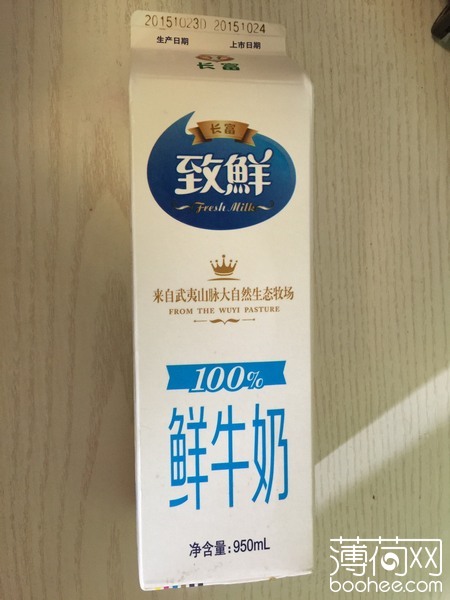 20151023D 20151024
生产日期 上市日期
长富
长富
致鲜
Fresh Milk
来自武夷山脉大自然生态牧场
FROM THE WUYI PASTURE
100%
鲜牛奶
净含量:950mL
薄荷网
boohee.com